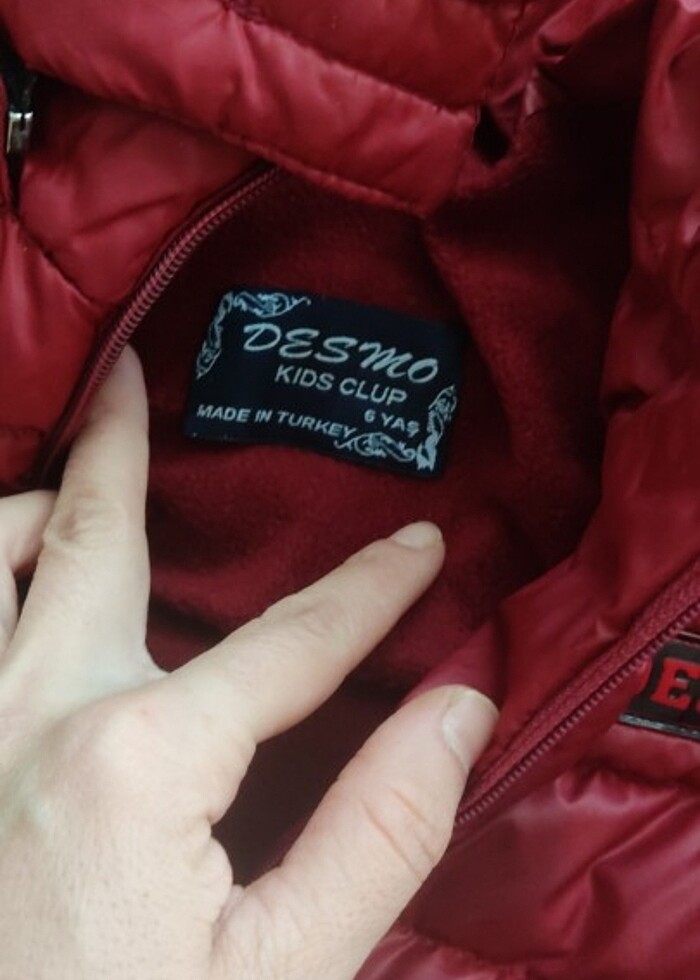 DESMO
KIDS CLUP
6 YAŞ
MADE IN TURKEY